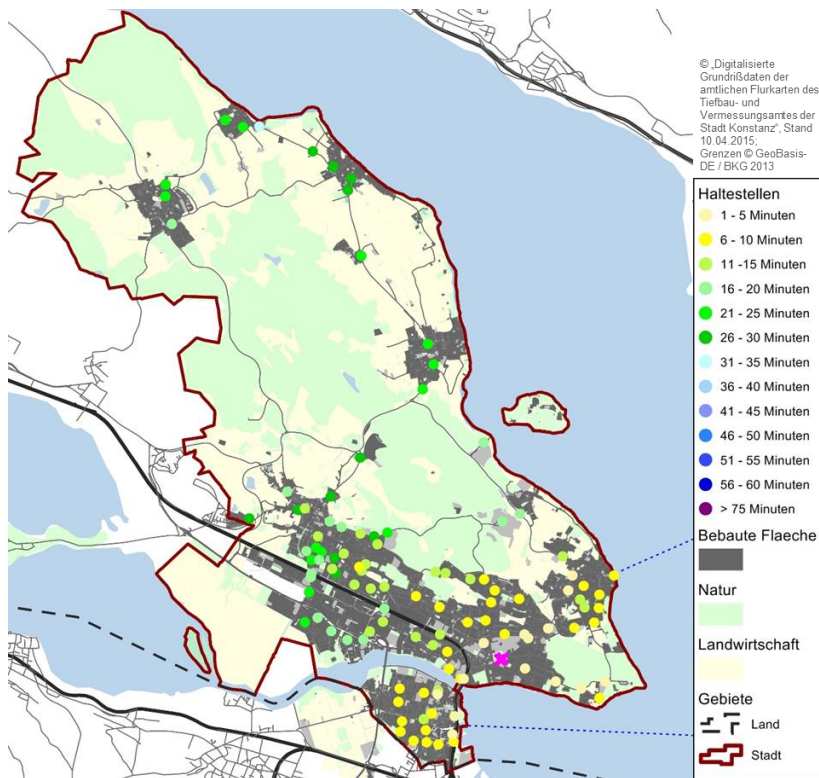 © „Digitalisierte
Grundrißdaten der
amtlichen Flurkarten des
Tiefbau- und
Vermessungsamtes der
Stadt Konstanz“, Stand
10.04.2015;
Grenzen © GeoBasis-
DE / BKG 2013
Haltestellen
1 - 5 Minuten
6 - 10 Minuten
11 -15 Minuten
16 - 20 Minuten
21 - 25 Minuten
26 - 30 Minuten
31 - 35 Minuten
36 - 40 Minuten
41 - 45 Minuten
46 - 50 Minuten
51 - 55 Minuten
56 - 60 Minuten
> 75 Minuten
Bebaute Flaeche
Natur
Landwirtschaft
Gebiete
Land
Stadt